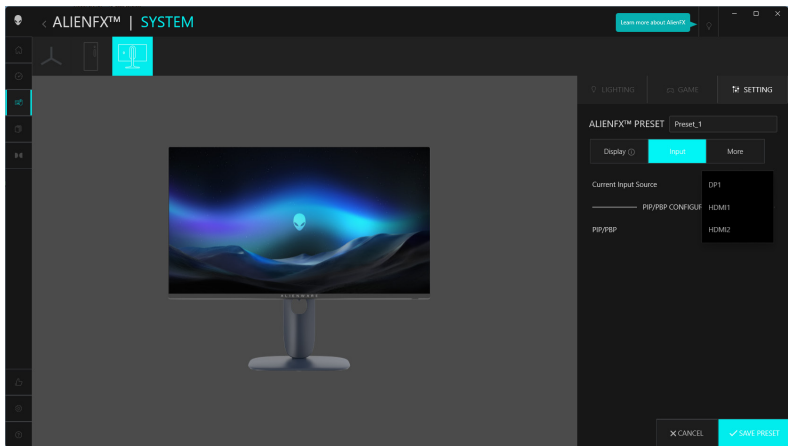 ALIENFX™ | SYSTEM
Learn more about AlienFX
LIGHTING
GAME
SETTING
ALIENFX™ PRESET
Preset_1
Display
Input
More
Current Input Source
DP1
PIP/PBP CONFIGUR
HDMI1
PIP/PBP
HDMI2
ALIENWARE
CANCEL
SAVE PRESET